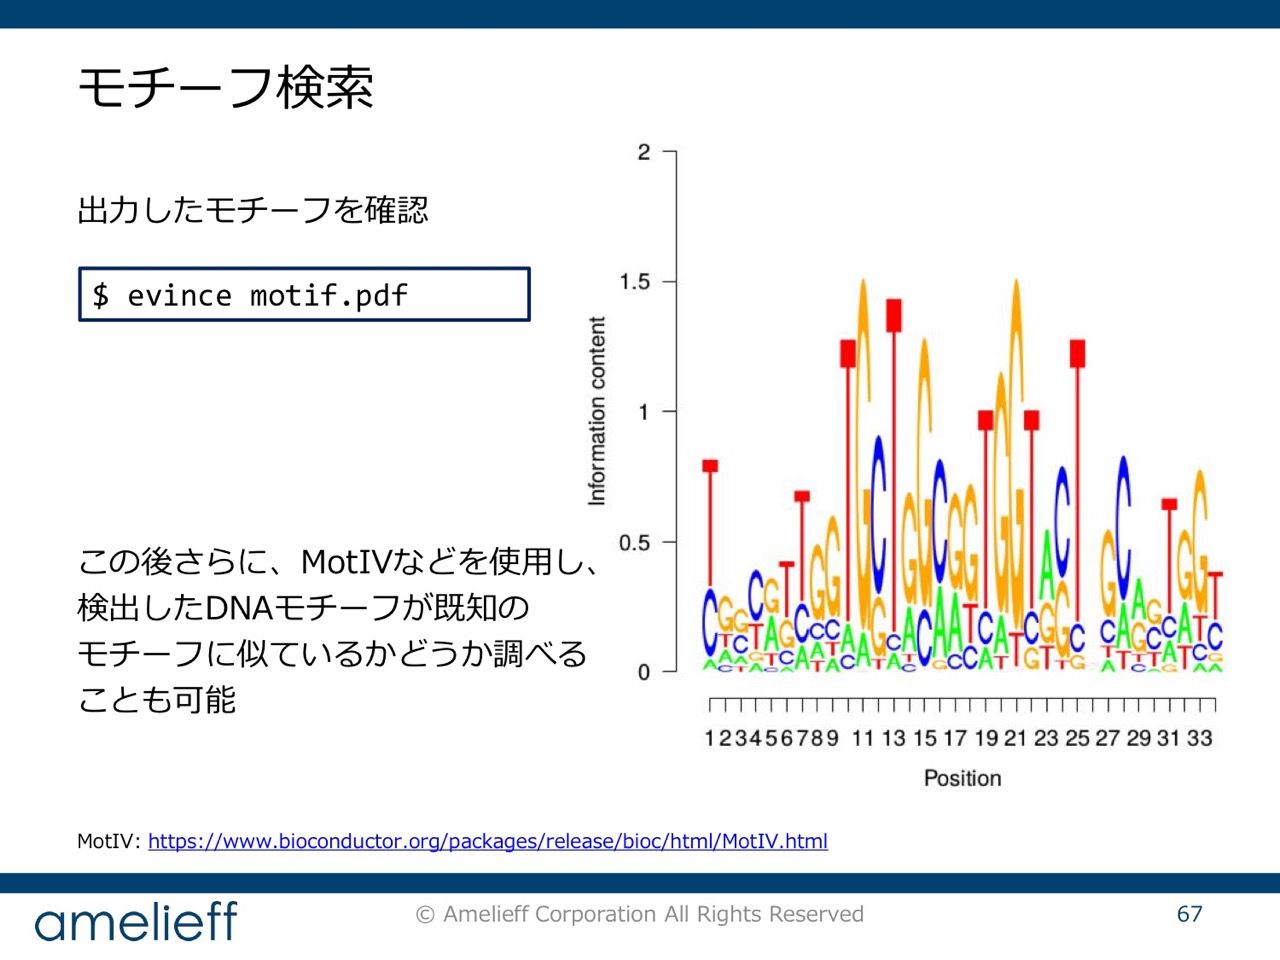 モチーフ検索
出力したモチーフを確認
$ evince motif.pdf
この後さらに、MotIVなどを使用し、
検出したDNAモチーフが既知の
モチーフに似ているかどうか調べる
ことも可能
2
1.5
1
0.5
0
Information content
1 2 3 4 5 6 7 8 9 11 13 15 17 19 21 23 25 27 29 31 33
Position
MotIV: https://www.bioconductor.org/packages/release/bioc/html/MotIV.html
amelieff
© Amelieff Corporation All Rights Reserved
67